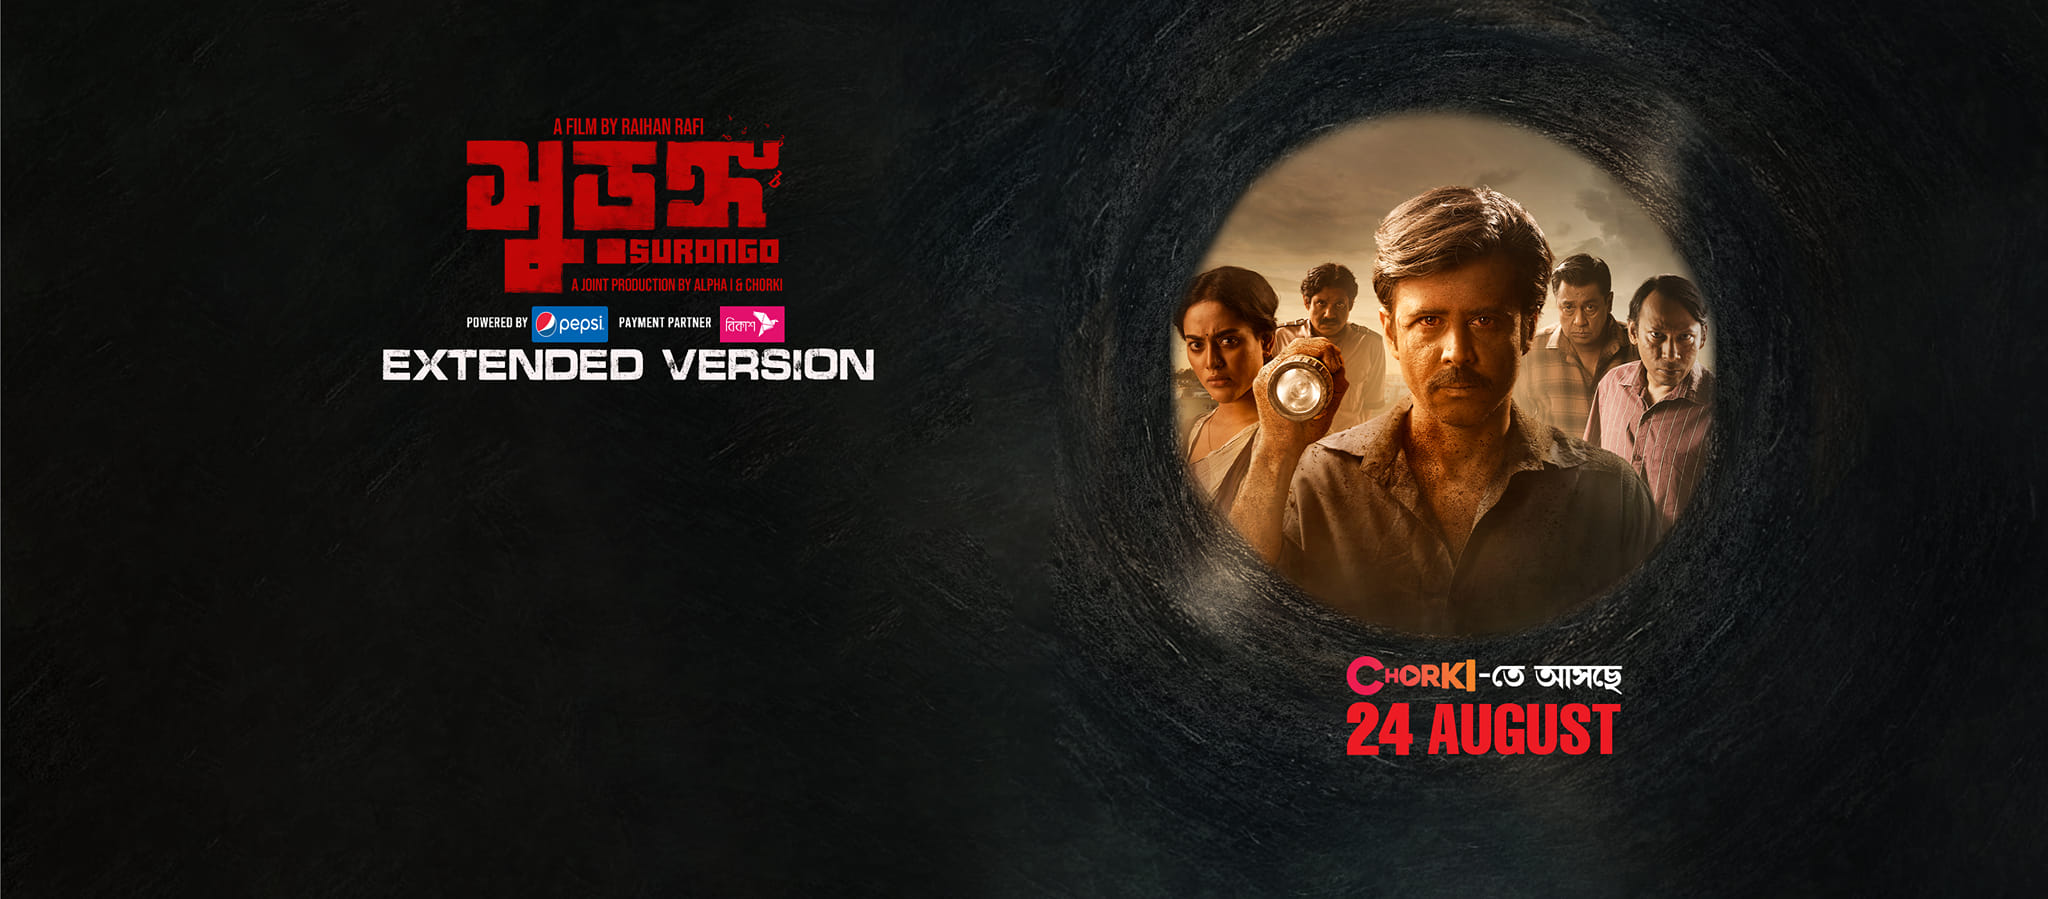 A FILM BY RAIHAN RAFI
সুড়ঙ্গ
SURONGO
A JOINT PRODUCTION BY ALPHA I & CHORKI
POWERED BY pepsi PAYMENT PARTNER বিকাশ
EXTENDED VERSION
CHORKI-তে আসছে
24 AUGUST